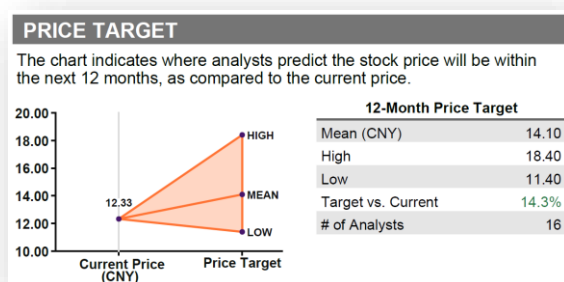 PRICE TARGET
The chart indicates where analysts predict the stock price will be within
the next 12 months, as compared to the current price.
20.00
18.00
16.00
14.00
12.00
10.00
12.33
HIGH
MEAN
LOW
Current Price
(CNY)
Price Target
12-Month Price Target
Mean (CNY) 14.10
High 18.40
Low 11.40
Target vs. Current 14.3%
# of Analysts 16